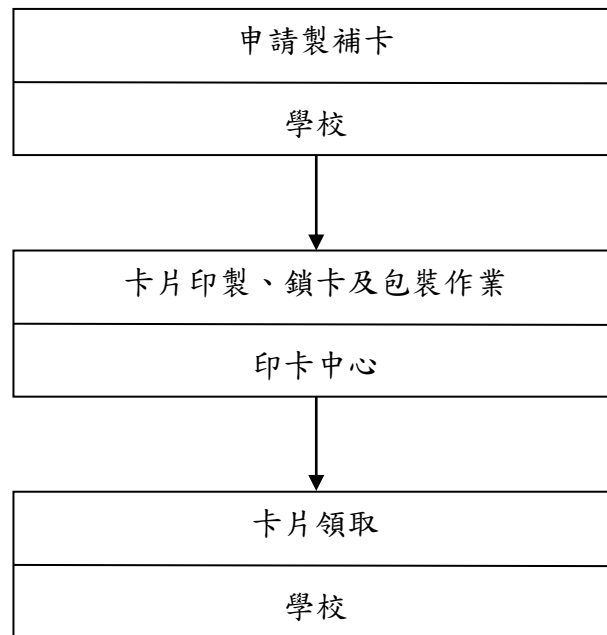 申請製補卡
學校
卡片印製、鎖卡及包裝作業
印卡中心
卡片領取
學校